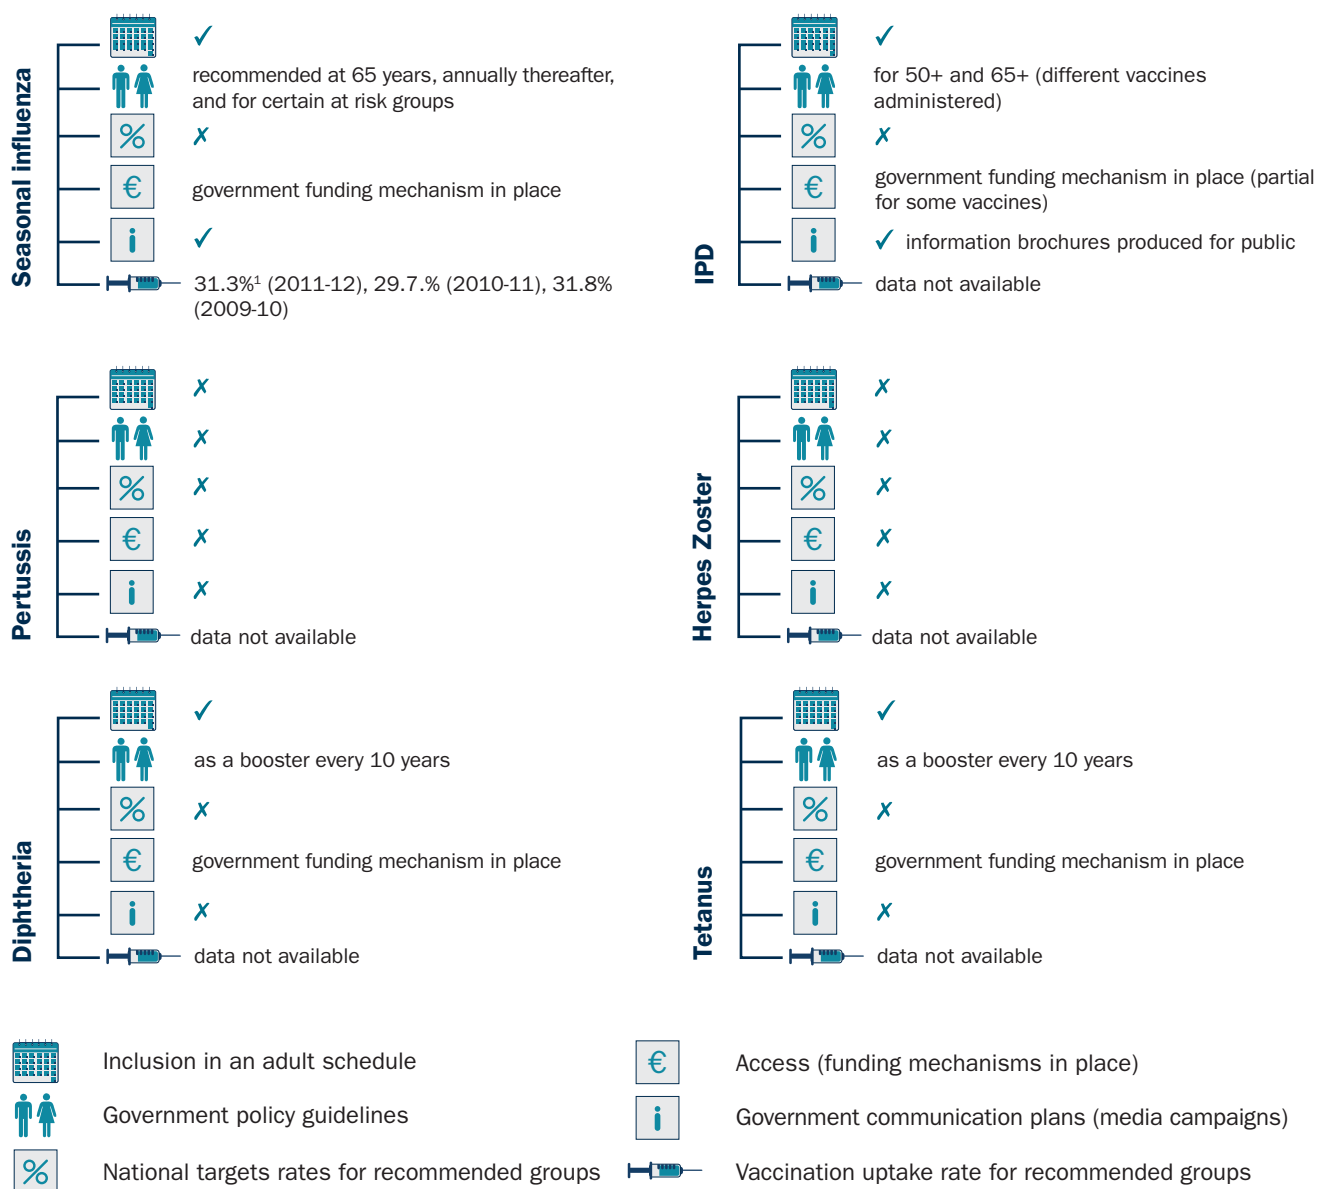 Seasonal influenza
✓
recommended at 65 years, annually thereafter,
and for certain at risk groups
%
✗
€
government funding mechanism in place
i
✓
31.3%¹ (2011-12), 29.7.% (2010-11), 31.8%
(2009-10)
IPD
✓
for 50+ and 65+ (different vaccines
administered)
%
✗
€
government funding mechanism in place (partial
for some vaccines)
i
✓ information brochures produced for public
data not available
Pertussis
✗
✗
%
✗
€
✗
i
✗
data not available
Herpes Zoster
✗
✗
%
✗
€
✗
i
✗
data not available
Diphtheria
✓
as a booster every 10 years
%
✗
€
government funding mechanism in place
i
✗
data not available
Tetanus
✓
as a booster every 10 years
%
✗
€
government funding mechanism in place
i
✗
data not available
Inclusion in an adult schedule
Government policy guidelines
%
National targets rates for recommended groups
€
Access (funding mechanisms in place)
i
Government communication plans (media campaigns)
Vaccination uptake rate for recommended groups